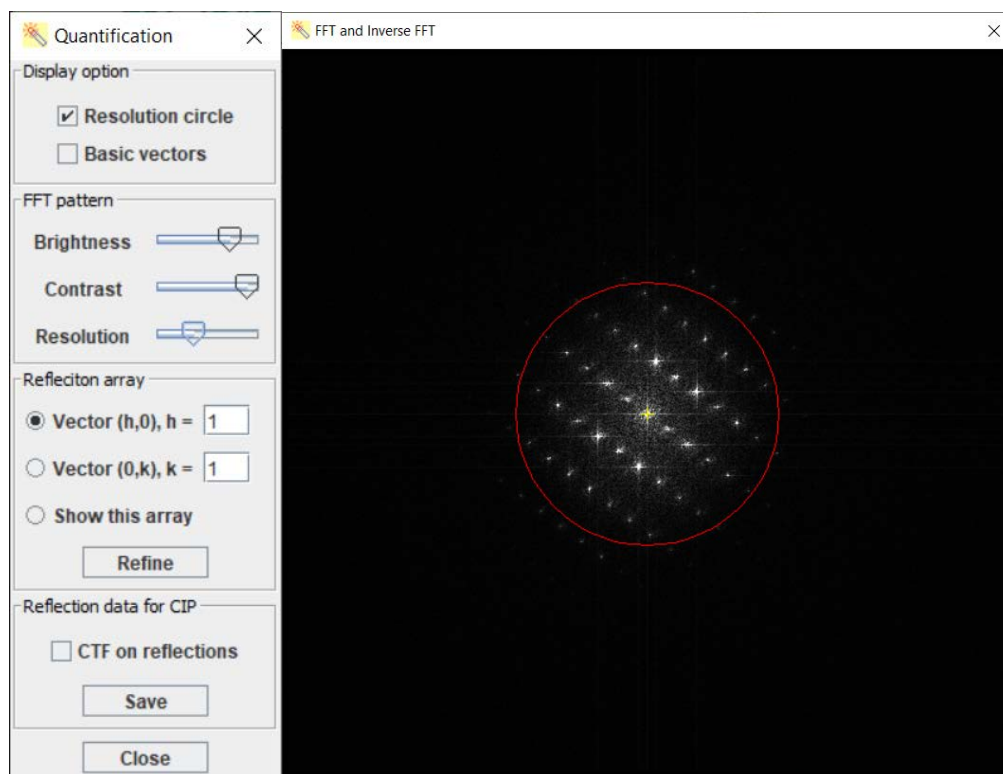 Quantification
FFT and Inverse FFT
Display option
Resolution circle
Basic vectors
FFT pattern
Brightness
Contrast
Resolution
Refleciton array
Vector (h,0), h = 1
Vector (0,k), k = 1
Show this array
Refine
Reflection data for CIP
CTF on reflections
Save
Close